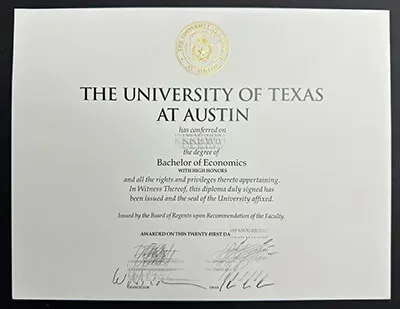 THE UNIVERSITY OF TEXAS
AT AUSTIN
has conferred on
the degree of
Bachelor of Economics
WITH HIGH HONORS
and all the rights and privileges thereto appertaining.
In Witness Thereof, this diploma duly signed has
been issued and the seal of the University affixed.
Issued by the Board of Regents upon Recommendation of the Faculty.
AWARDED ON THIS TWENTY-FIRST DA
CHANCELLOR
DEAN